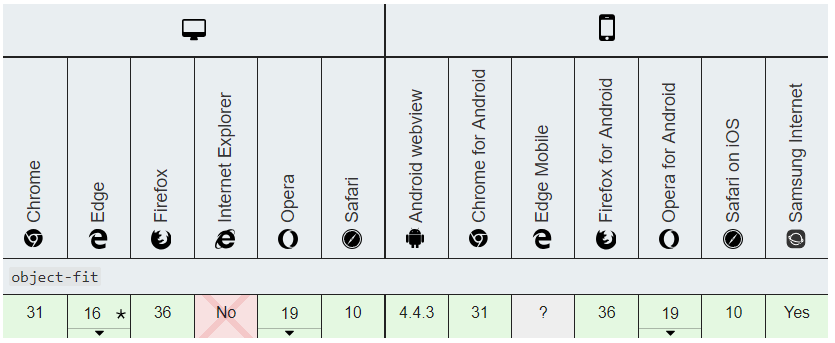 Chrome
Edge
Firefox
Internet Explorer
Opera
Safari
Android webview
Chrome for Android
Edge Mobile
Firefox for Android
Opera for Android
Safari on iOS
Samsung Internet
object-fit
31 16 * 36 No 19 10 4.4.3 31 ? 36 19 10 Yes